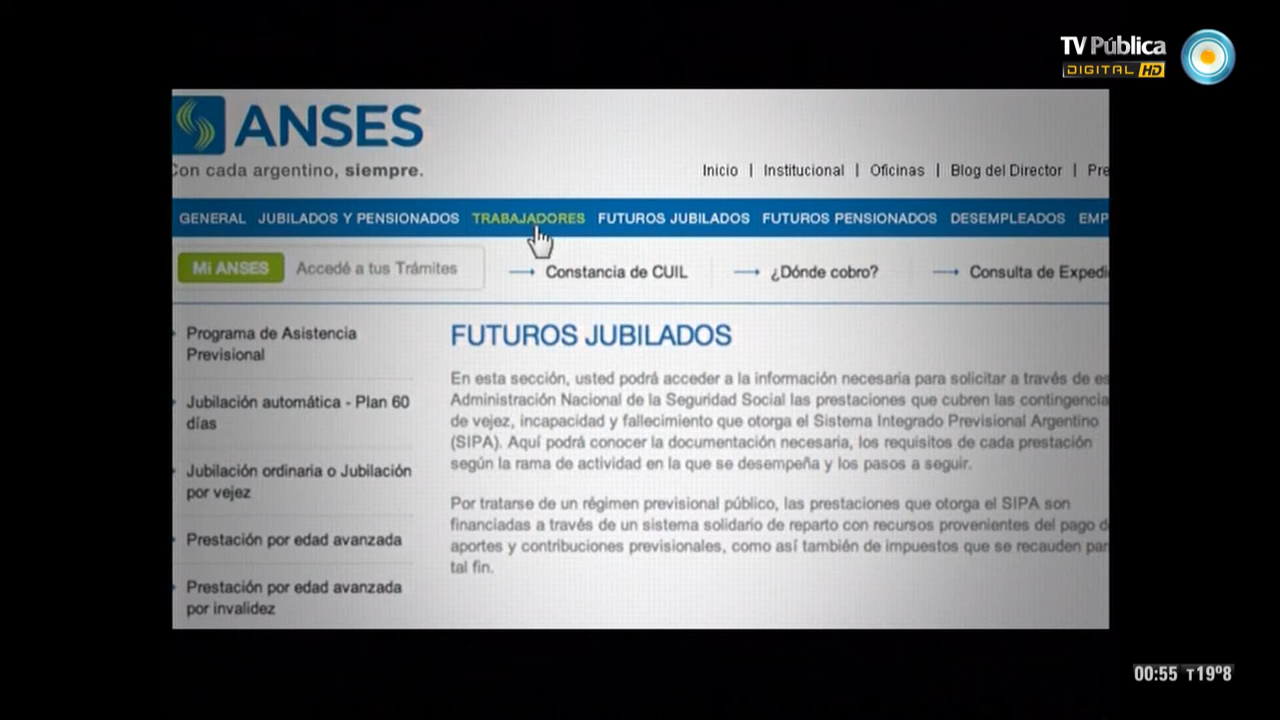 TV Pública
DIGITAL HD
ANSES
Con cada argentino, siempre.
Inicio | Institucional | Oficinas | Blog del Director | Pre
GENERAL JUBILADOS Y PENSIONADOS TRABAJADORES FUTUROS JUBILADOS FUTUROS PENSIONADOS DESEMPLEADOS EMP
Mi ANSES Accedé a tus Trámites Constancia de CUIL ¿Dónde cobro? Consulta de Expedi
Programa de Asistencia
Previsional
Jubilación automática - Plan 60
días
Jubilación ordinaria o Jubilación
por vejez
Prestación por edad avanzada
Prestación por edad avanzada
por invalidez
FUTUROS JUBILADOS
En esta sección, usted podrá acceder a la información necesaria para solicitar a través de es
Administración Nacional de la Seguridad Social las prestaciones que cubren las contingencia
de vejez, incapacidad y fallecimiento que otorga el Sistema Integrado Previsional Argentino
(SIPA). Aquí podrá conocer la documentación necesaria, los requisitos de cada prestación
según la rama de actividad en la que se desempeña y los pasos a seguir.
Por tratarse de un régimen previsional público, las prestaciones que otorga el SIPA son
financiadas a través de un sistema solidario de reparto con recursos provenientes del pago d
aportes y contribuciones previsionales, como así también de impuestos que se recauden par
tal fin.
00:55 T19º8